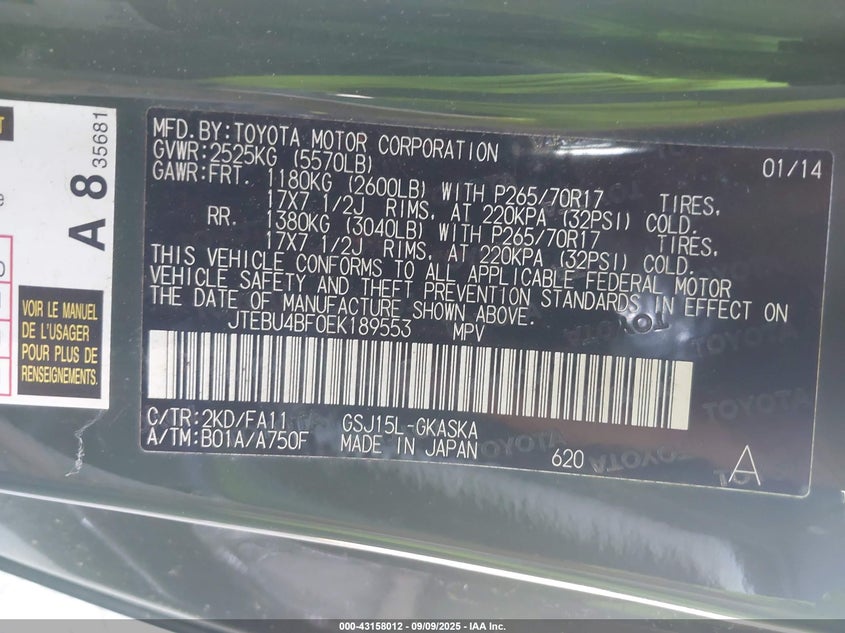 MFD.BY:TOYOTA MOTOR CORPORATION 01/14
GVWR:2525KG (5570LB)
GAWR:FRT. 1180KG (2600LB) WITH P265/70R17 TIRES,
17X7 1/2J RIMS, AT 220KPA (32PSI) COLD.
RR. 1380KG (3040LB) WITH P265/70R17 TIRES,
17X7 1/2J RIMS, AT 220KPA (32PSI) COLD.
THIS VEHICLE CONFORMS TO ALL APPLICABLE FEDERAL MOTOR
VEHICLE SAFETY AND THEFT PREVENTION STANDARDS IN EFFECT ON
THE DATE OF MANUFACTURE SHOWN ABOVE.
JTEBU4BF0EK189553 MPV
C/TR:2KD/FA11 GSJ15L-GKASKA
A/TM:B01A/A750F MADE IN JAPAN 620 A
A 8 35681
VOIR LE MANUEL
DE L'USAGER
POUR PLUS DE
RENSEIGNEMENTS.
TOYOTA
TOYOTA
TOYOTA
000-43158012 - 09/09/2025 - IAA Inc.